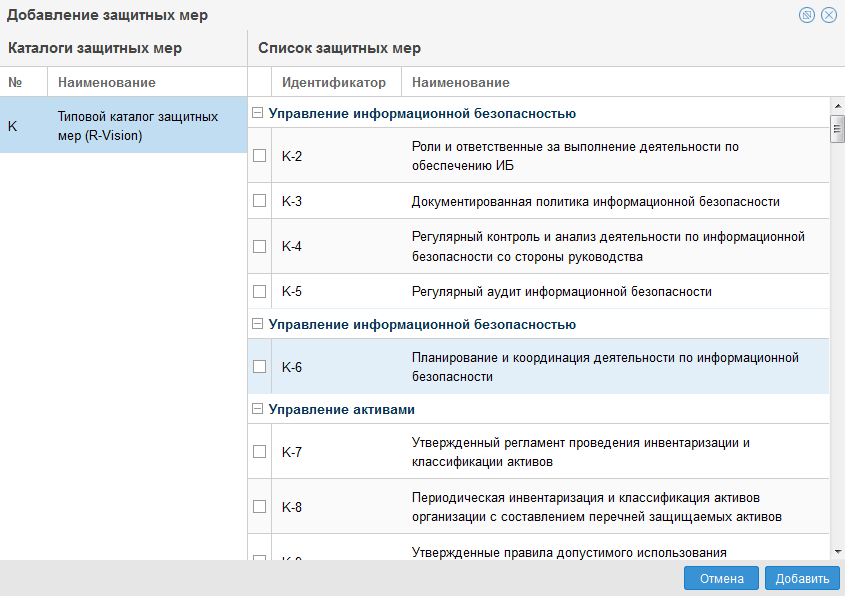 Добавление защитных мер
Каталоги защитных мер
Список защитных мер
№
Наименование
Идентификатор
Наименование
К
Типовой каталог защитных
мер (R-Vision)
Управление информационной безопасностью
К-2
Роли и ответственные за выполнение деятельности по
обеспечению ИБ
К-3
Документированная политика информационной безопасности
К-4
Регулярный контроль и анализ деятельности по информационной
безопасности со стороны руководства
К-5
Регулярный аудит информационной безопасности
Управление информационной безопасностью
К-6
Планирование и координация деятельности по информационной
безопасности
Управление активами
К-7
Утвержденный регламент проведения инвентаризации и
классификации активов
К-8
Периодическая инвентаризация и классификация активов
организации с составлением перечней защищаемых активов
Утвержденные правила допустимого использования
Отмена
Добавить